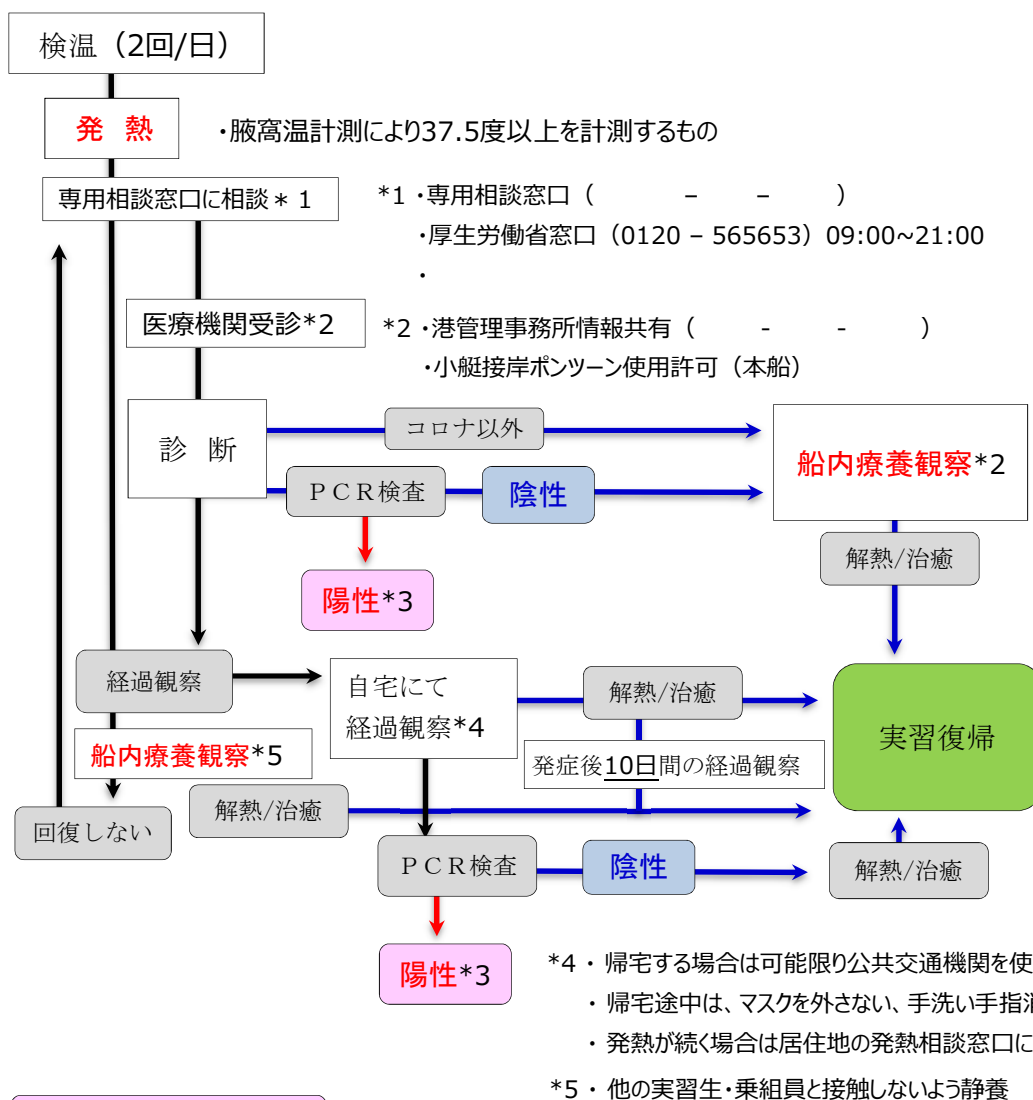 検温（2回/日）
発 熱
・腋窩温計測により37.5度以上を計測するもの
専用相談窓口に相談＊1
*1 ・専用相談窓口（ － － ）
・厚生労働省窓口（0120 – 565653）09:00~21:00
・
医療機関受診*2
*2 ・港管理事務所情報共有（ - - ）
・小艇接岸ポンツーン使用許可（本船）
診 断
コロナ以外
船内療養観察*2
ＰＣＲ検査
陰性
解熱/治癒
陽性*3
経過観察
自宅にて
経過観察*4
解熱/治癒
実習復帰
船内療養観察*5
発症後10日間の経過観察
解熱/治癒
回復しない
ＰＣＲ検査
陰性
解熱/治癒
陽性*3
*4 ・ 帰宅する場合は可能限り公共交通機関を使
・ 帰宅途中は、マスクを外さない、手洗い手指
・ 発熱が続く場合は居住地の発熱相談窓口に
*5 ・ 他の実習生・乗組員と接触しないよう静養